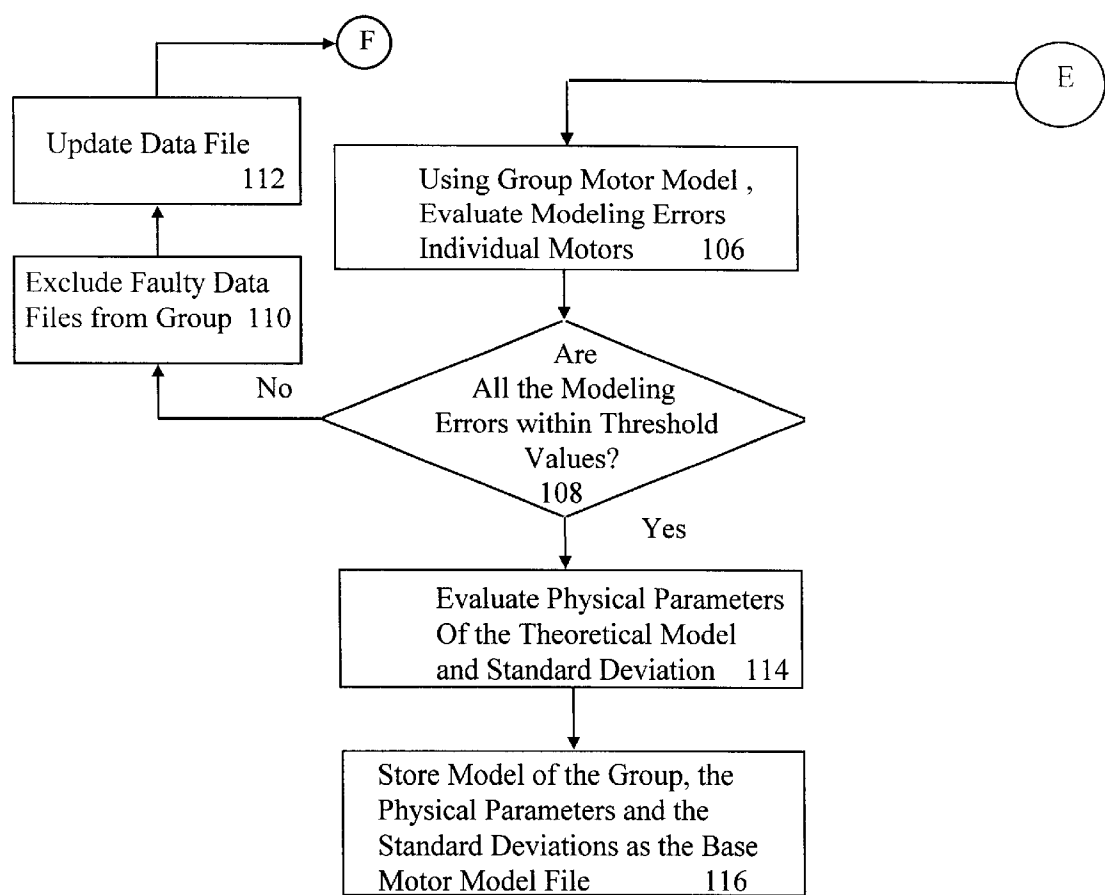 F
E
Update Data File
112
Using Group Motor Model ,
Evaluate Modeling Errors
Individual Motors 106
Exclude Faulty Data
Files from Group 110
No
Are
All the Modeling
Errors within Threshold
Values?
108
Yes
Evaluate Physical Parameters
Of the Theoretical Model
and Standard Deviation 114
Store Model of the Group, the
Physical Parameters and the
Standard Deviations as the Base
Motor Model File 116